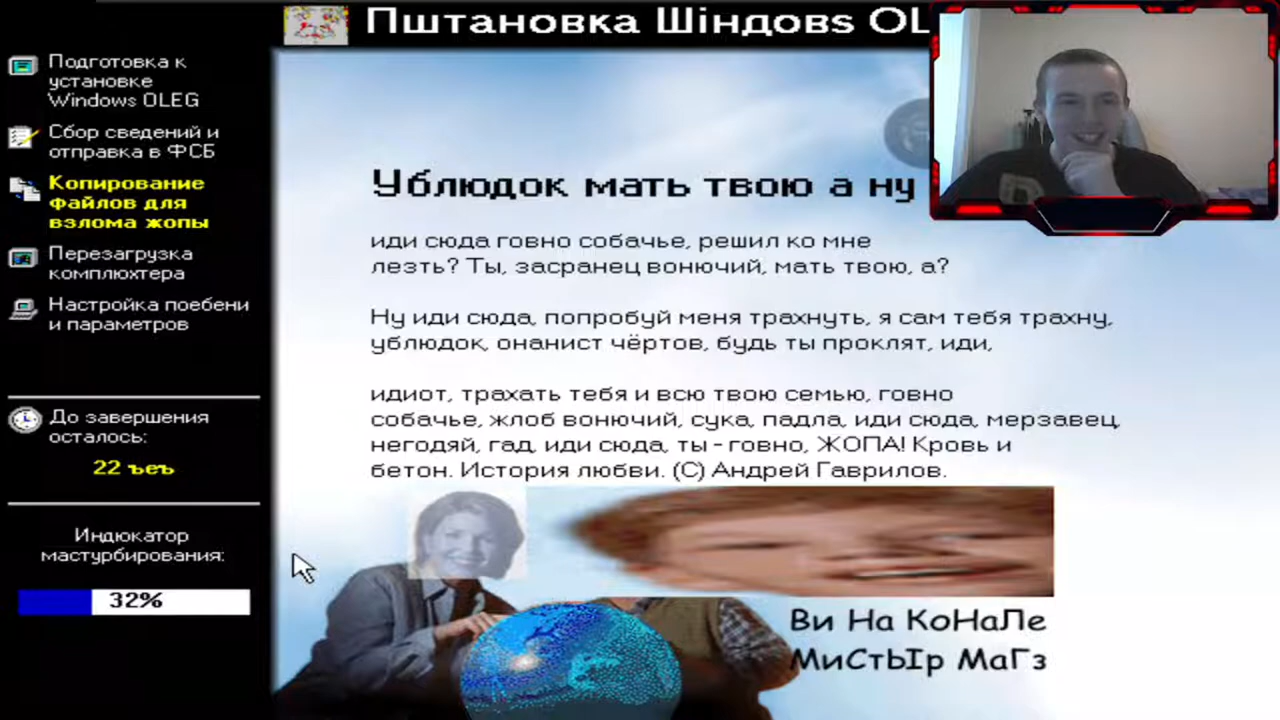 Пштановка Шіндовs OL
Подготовка к
установке
Windows OLEG
Сбор сведений и
отправка в ФСБ
Копирование
файлов для
взлома жопы
Перезагрузка
комплюхтера
Настройка поебени
и параметров
До завершения
осталось:
22 ъеъ
Индюкатор
мастурбирования:
32%
Ублюдок мать твою а ну
иди сюда говно собачье, решил ко мне
лезть? Ты, засранец вонючий, мать твою, а?
Ну иди сюда, попробуй меня трахнуть, я сам тебя трахну,
ублюдок, онанист чёртов, будь ты проклят, иди,
идиот, трахать тебя и всю твою семью, говно
собачье, жлоб вонючий, сука, падла, иди сюда, мерзавец,
негодяй, гад, иди сюда, ты - говно, ЖОПА! Кровь и
бетон. История любви. (С) Андрей Гаврилов.
Ви На КоНаЛе
МиСтЫр МаГз